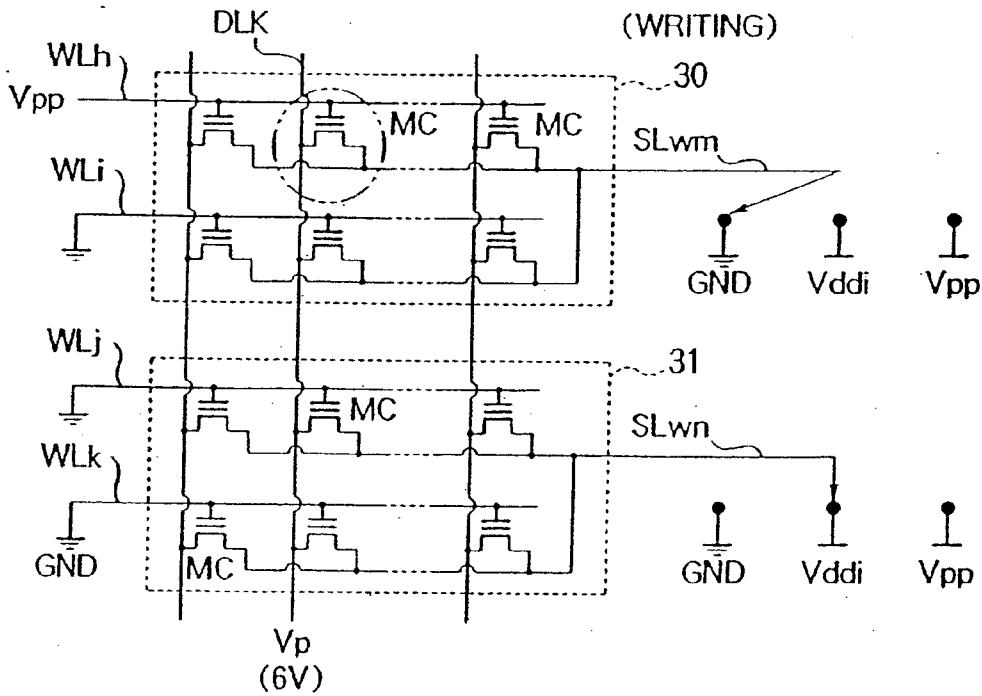 DLK
(WRITING)
WLh
30
Vpp
MC
MC
SLwm
WLi
GND
Vddi
Vpp
WLj
31
MC
SLwn
WLk
GND
MC
GND
Vddi
Vpp
Vp
(6V)